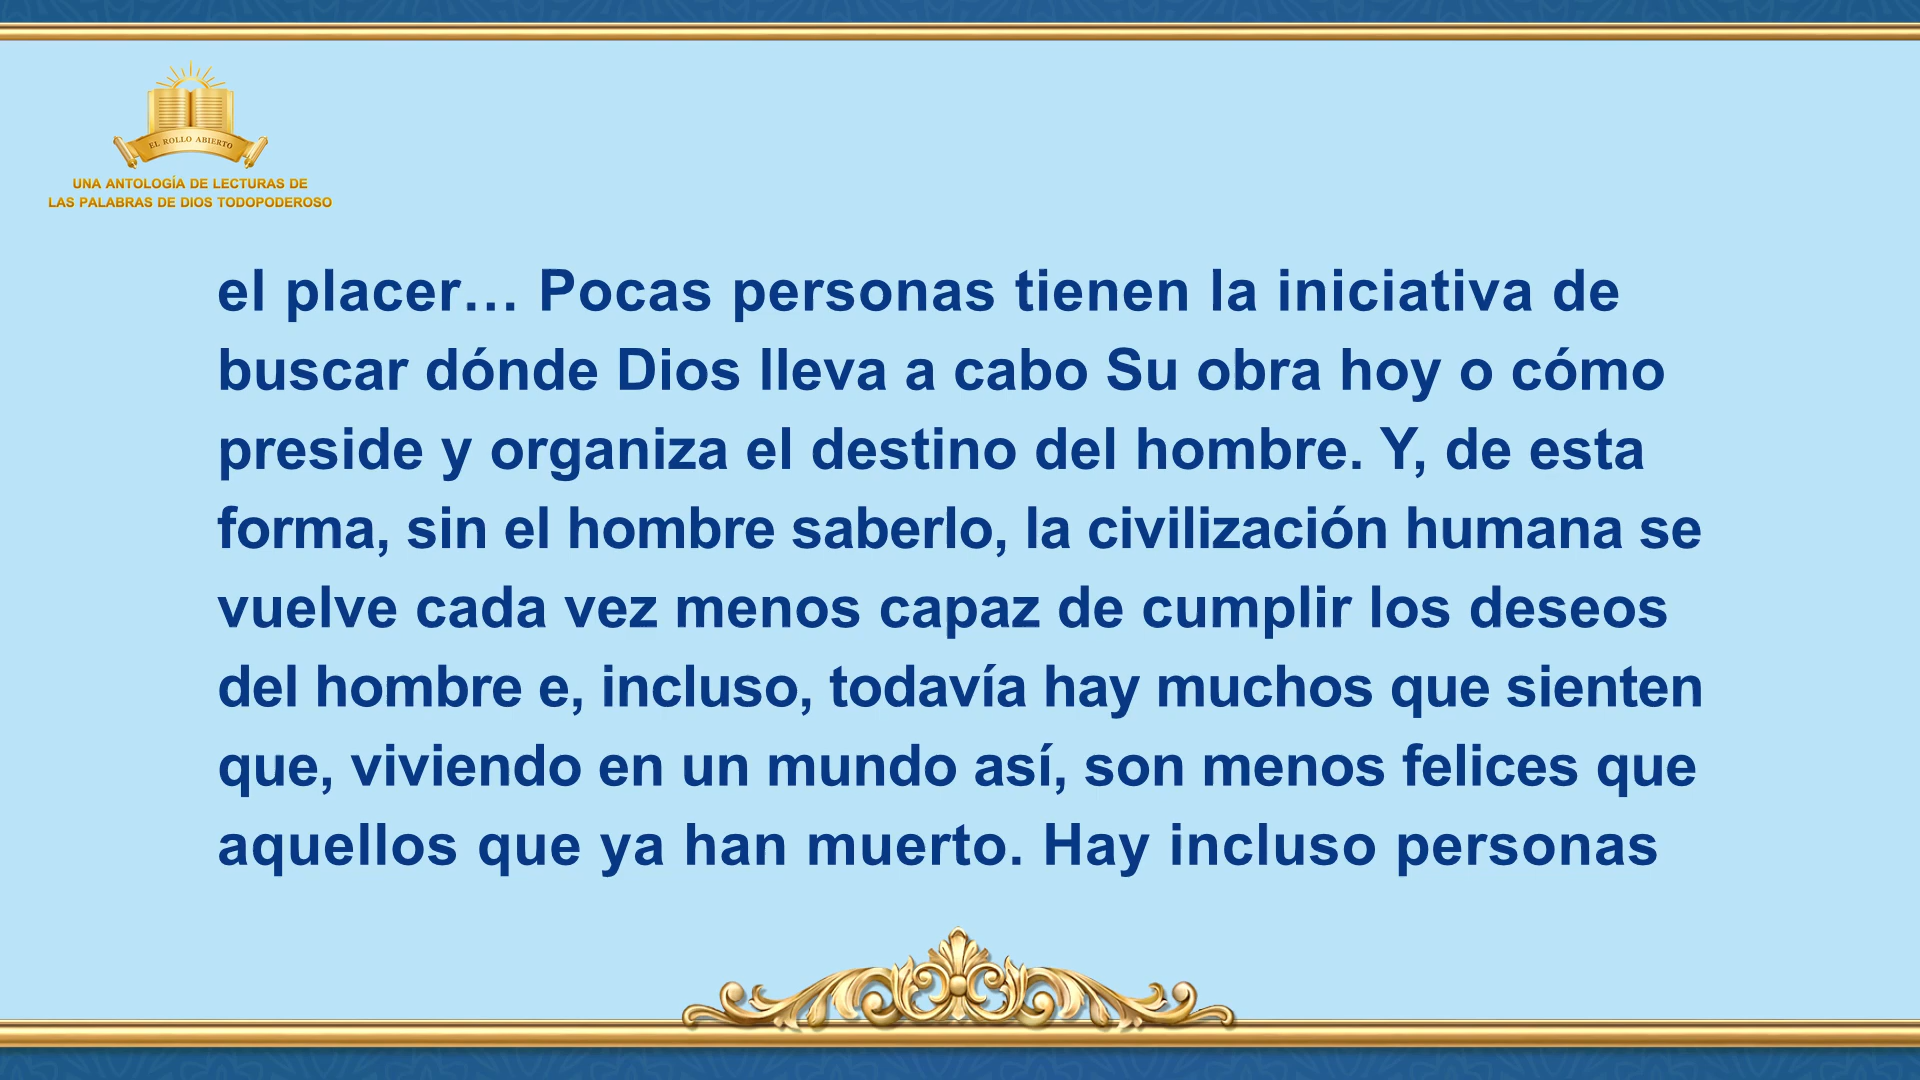 EL ROLLO ABIERTO
UNA ANTOLOGÍA DE LECTURAS DE
LAS PALABRAS DE DIOS TODOPODEROSO
el placer… Pocas personas tienen la iniciativa de
buscar dónde Dios lleva a cabo Su obra hoy o cómo
preside y organiza el destino del hombre. Y, de esta
forma, sin el hombre saberlo, la civilización humana se
vuelve cada vez menos capaz de cumplir los deseos
del hombre e, incluso, todavía hay muchos que sienten
que, viviendo en un mundo así, son menos felices que
aquellos que ya han muerto. Hay incluso personas